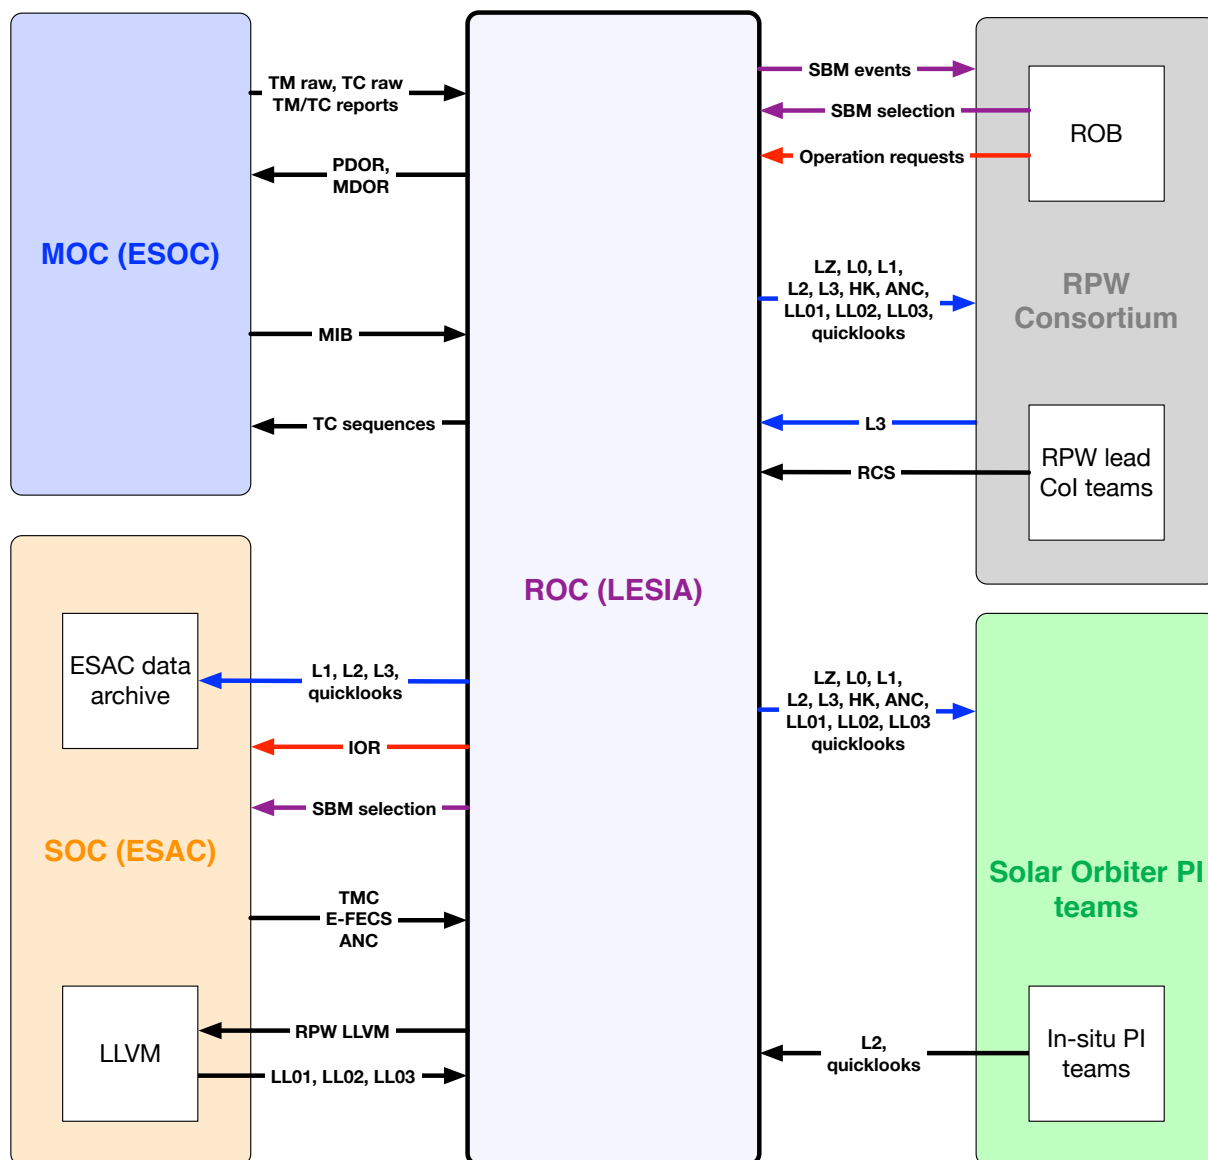 TM raw, TC raw
TM/TC reports
PDOR,
MDOR
MOC (ESOC)
MIB
TC sequences
ESAC data
archive
L1, L2, L3,
quicklooks
IOR
SBM selection
SOC (ESAC)
TMC
E-FECS
ANC
LLVM
RPW LLVM
LL01, LL02, LL03
ROC (LESIA)
SBM events
SBM selection
Operation requests
ROB
LZ, L0, L1,
L2, L3, HK, ANC,
LL01, LL02, LL03,
quicklooks
RPW
Consortium
L3
RCS
RPW lead
CoI teams
LZ, L0, L1,
L2, L3, HK, ANC,
LL01, LL02, LL03
quicklooks
Solar Orbiter PI
teams
L2,
quicklooks
In-situ PI
teams